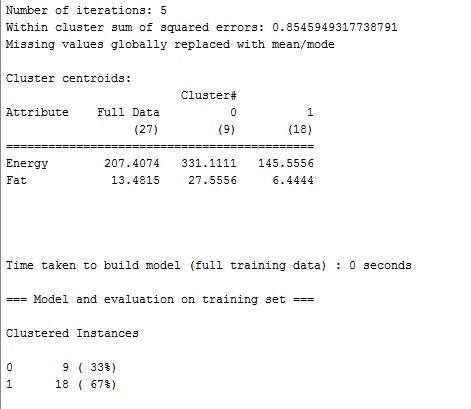 Number of iterations: 5
Within cluster sum of squared errors: 0.8545949317738791
Missing values globally replaced with mean/mode
Cluster centroids:
Cluster#
Attribute Full Data 0 1
(27) (9) (18)
==============================================
Energy 207.4074 331.1111 145.5556
Fat 13.4815 27.5556 6.4444
Time taken to build model (full training data) : 0 seconds
=== Model and evaluation on training set ===
Clustered Instances
0 9 ( 33%)
1 18 ( 67%)